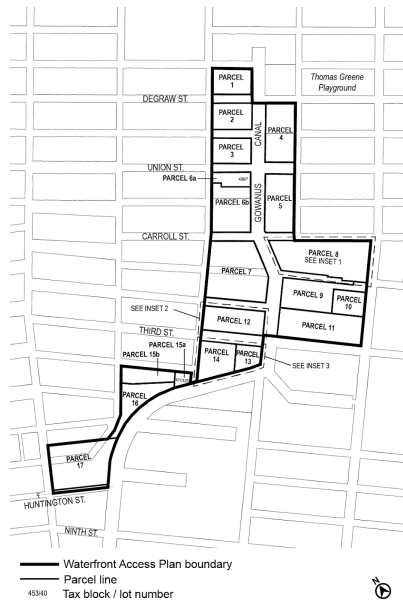 PARCEL
1
Thomas Greene
Playground
DEGRAW ST.
PARCEL
2
CANAL
PARCEL
4
PARCEL
3
UNION ST.
PARCEL 6a
PARCEL 6b
GOWANUS
PARCEL
5
CARROLL ST.
PARCEL 8
SEE INSET 1
PARCEL 7
PARCEL 9
PARCEL
10
SEE INSET 2
PARCEL 12
PARCEL 11
THIRD ST.
PARCEL 15a
PARCEL 15b
PARCEL
14
PARCEL
13
SEE INSET 3
PARCEL
16
PARCEL
17
HUNTINGTON ST.
NINTH ST.
Waterfront Access Plan boundary
Parcel line
453/40 Tax block / lot number
N